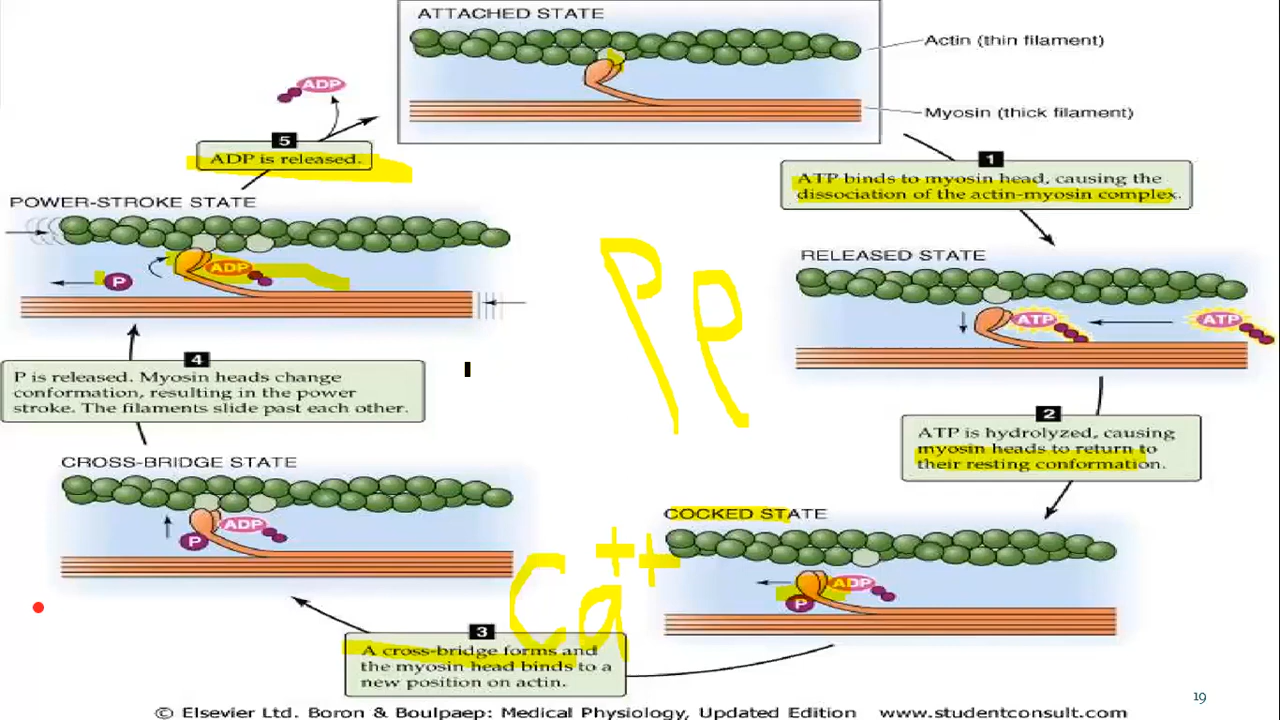 ATTACHED STATE
Actin (thin filament)
Myosin (thick filament)
1
ATP binds to myosin head, causing the
dissociation of the actin-myosin complex.
RELEASED STATE
ATP
ATP
2
ATP is hydrolyzed, causing
myosin heads to return to
their resting conformation.
COCKED STATE
ADP
P
3
A cross-bridge forms and
the myosin head binds to a
new position on actin.
CROSS-BRIDGE STATE
ADP
P
4
P is released. Myosin heads change
conformation, resulting in the power
stroke. The filaments slide past each other.
POWER-STROKE STATE
ADP
P
5
ADP is released.
ADP
PP
Ca++
19
© Elsevier Ltd. Boron & Boulpaep: Medical Physiology, Updated Edition www.studentconsult.com